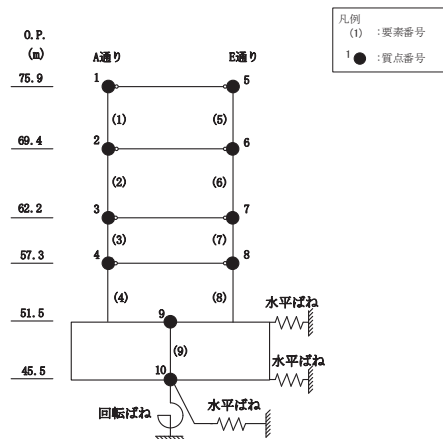 凡例
(1) ：要素番号
1 ：質点番号
O.P.
(m)
A通り E通り
75.9 1 5
(1) (5)
69.4 2 6
(2) (6)
62.2 3 7
(3) (7)
57.3 4 8
(4) (8)
水平ばね
51.5 9
(9)
水平ばね
45.5 10
回転ばね 水平ばね